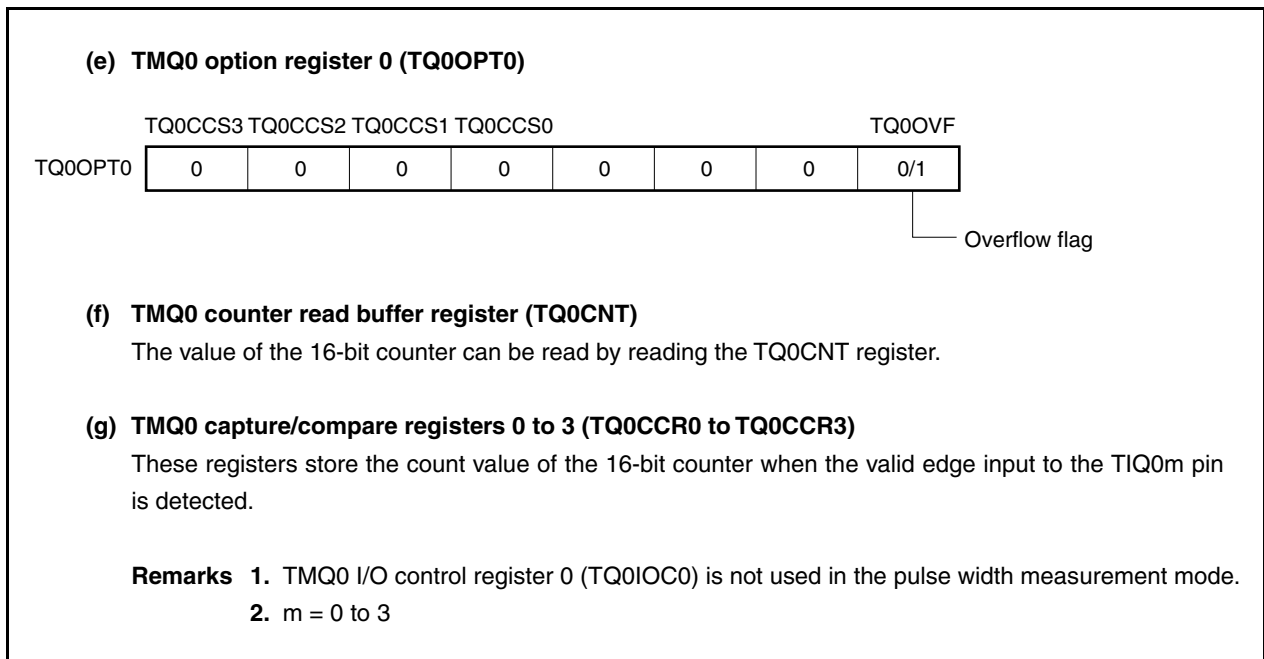 (e) TMQ0 option register 0 (TQ0OPT0)
TQ0CCS3 TQ0CCS2 TQ0CCS1 TQ0CCS0 TQ0OVF
TQ0OPT0 0 0 0 0 0 0 0 0/1
Overflow flag
(f) TMQ0 counter read buffer register (TQ0CNT)
The value of the 16-bit counter can be read by reading the TQ0CNT register.
(g) TMQ0 capture/compare registers 0 to 3 (TQ0CCR0 to TQ0CCR3)
These registers store the count value of the 16-bit counter when the valid edge input to the TIQ0m pin
is detected.
Remarks 1. TMQ0 I/O control register 0 (TQ0IOC0) is not used in the pulse width measurement mode.
2. m = 0 to 3